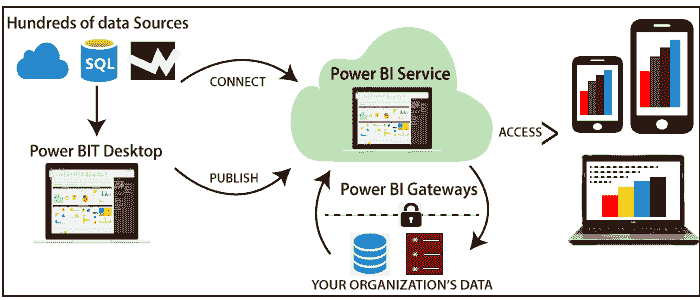 Hundreds of data Sources
SQL
CONNECT
Power BI Service
Power BIT Desktop
PUBLISH
ACCESS
Power BI Gateways
YOUR ORGANIZATION'S DATA